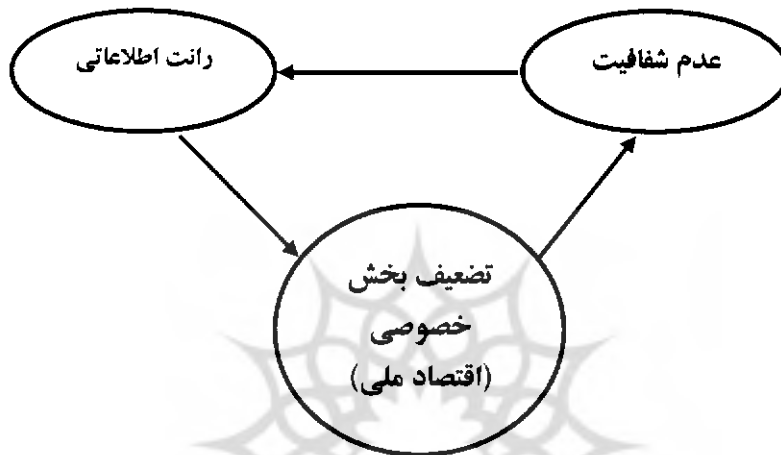 عدم شفافیت
رانت اطلاعاتی
تضعیف بخش
خصوصی
(اقتصاد ملی)